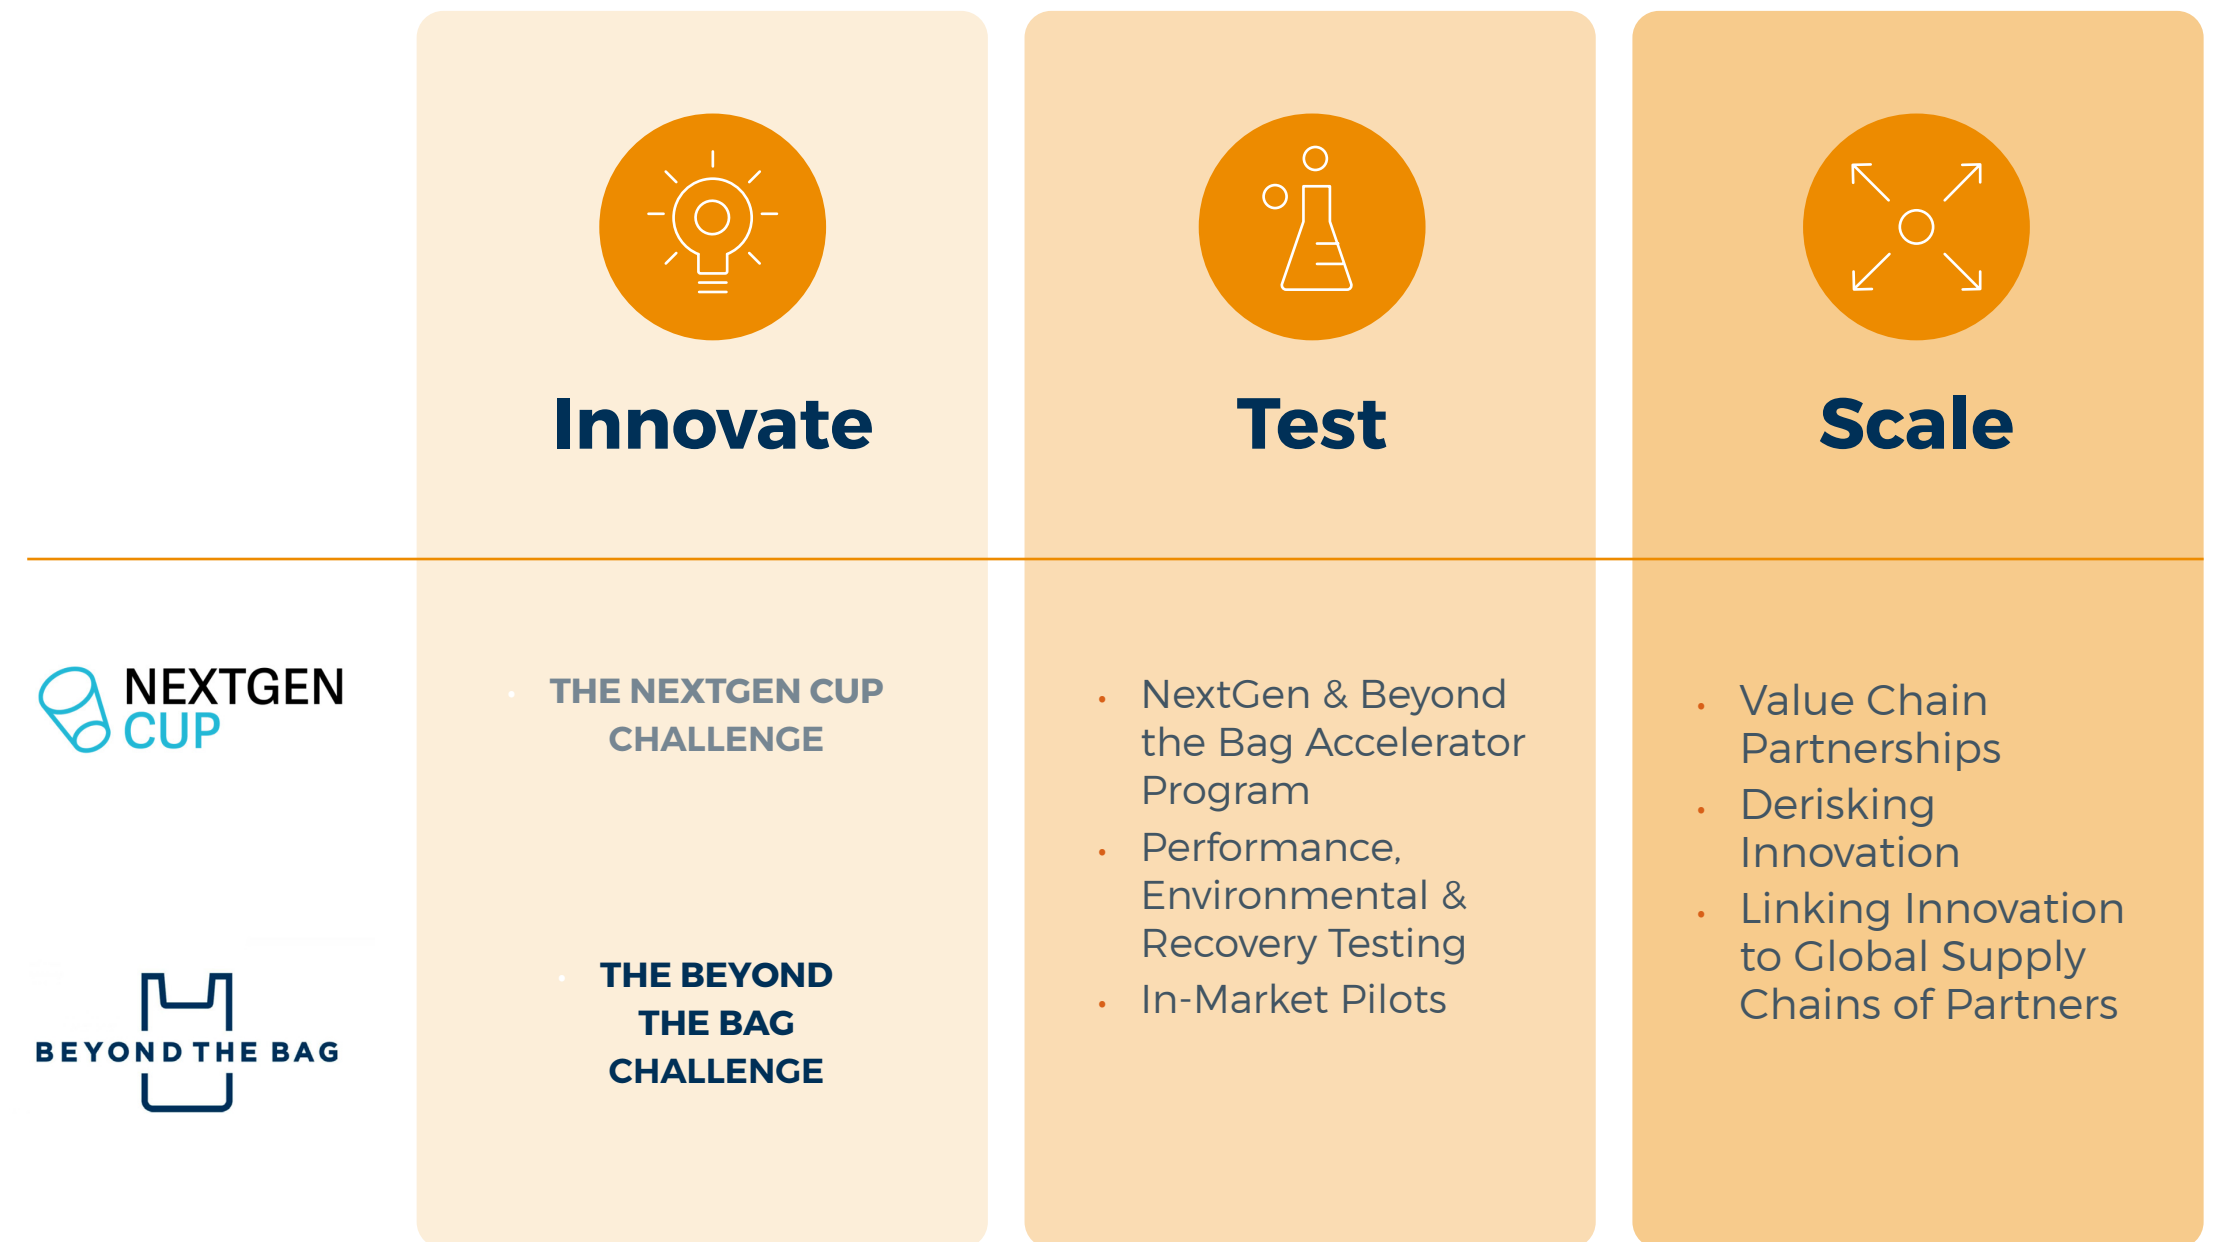 Innovate
Test
Scale
NEXTGEN
CUP
BEYOND THE BAG
• THE NEXTGEN CUP
CHALLENGE
• THE BEYOND
THE BAG
CHALLENGE
• NextGen & Beyond
the Bag Accelerator
Program
• Performance,
Environmental &
Recovery Testing
• In-Market Pilots
• Value Chain
Partnerships
• Derisking
Innovation
• Linking Innovation
to Global Supply
Chains of Partners